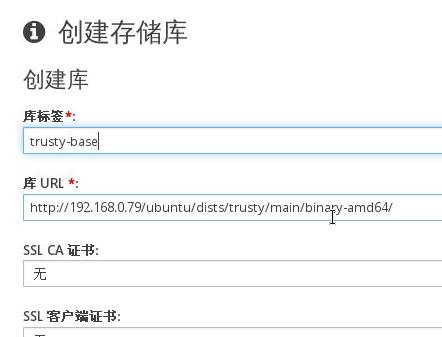 创建存储库
创建库
库标签*:
trusty-base
库 URL *:
http://192.168.0.79/ubuntu/dists/trusty/main/binary-amd64/
SSL CA 证书:
无
SSL 客户端证书: